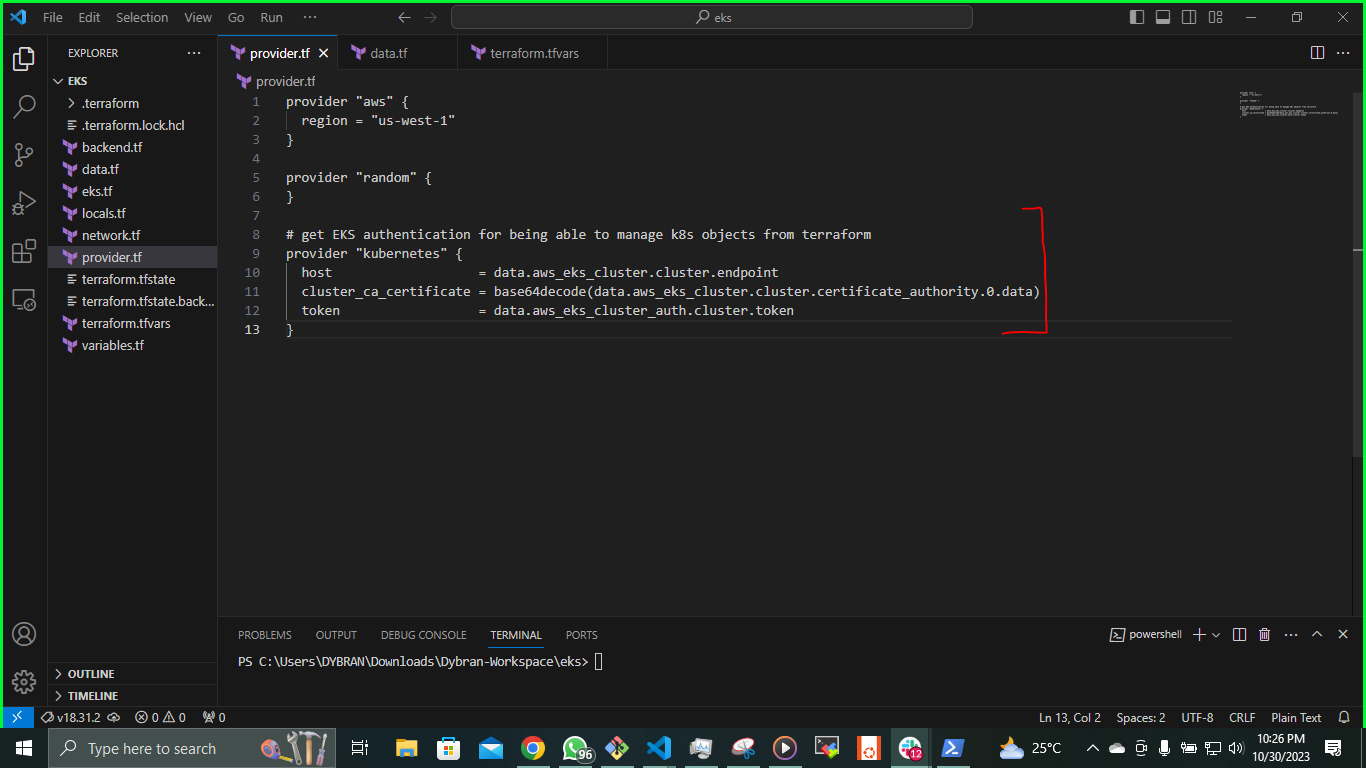 File Edit Selection View Go Run ··· eks
EXPLORER ···
EKS
.terraform
.terraform.lock.hcl
backend.tf
data.tf
eks.tf
locals.tf
network.tf
provider.tf
terraform.tfstate
terraform.tfstate.back...
terraform.tfvars
variables.tf
OUTLINE
TIMELINE
provider.tf data.tf terraform.tfvars
provider.tf
1 provider "aws" {
2 region = "us-west-1"
3 }
4
5 provider "random" {
6 }
7
8 # get EKS authentication for being able to manage k8s objects from terraform
9 provider "kubernetes" {
10 host = data.aws_eks_cluster.cluster.endpoint
11 cluster_ca_certificate = base64decode(data.aws_eks_cluster.cluster.certificate_authority.0.data)
12 token = data.aws_eks_cluster_auth.cluster.token
13 }
PROBLEMS OUTPUT DEBUG CONSOLE TERMINAL PORTS powershell
PS C:\Users\DYBRAN\Downloads\Dybran-Workspace\eks>
v18.31.2 0 0 0 Ln 13, Col 2 Spaces: 2 UTF-8 CRLF Plain Text
Type here to search 96 12 25°C 10:26 PM
10/30/2023